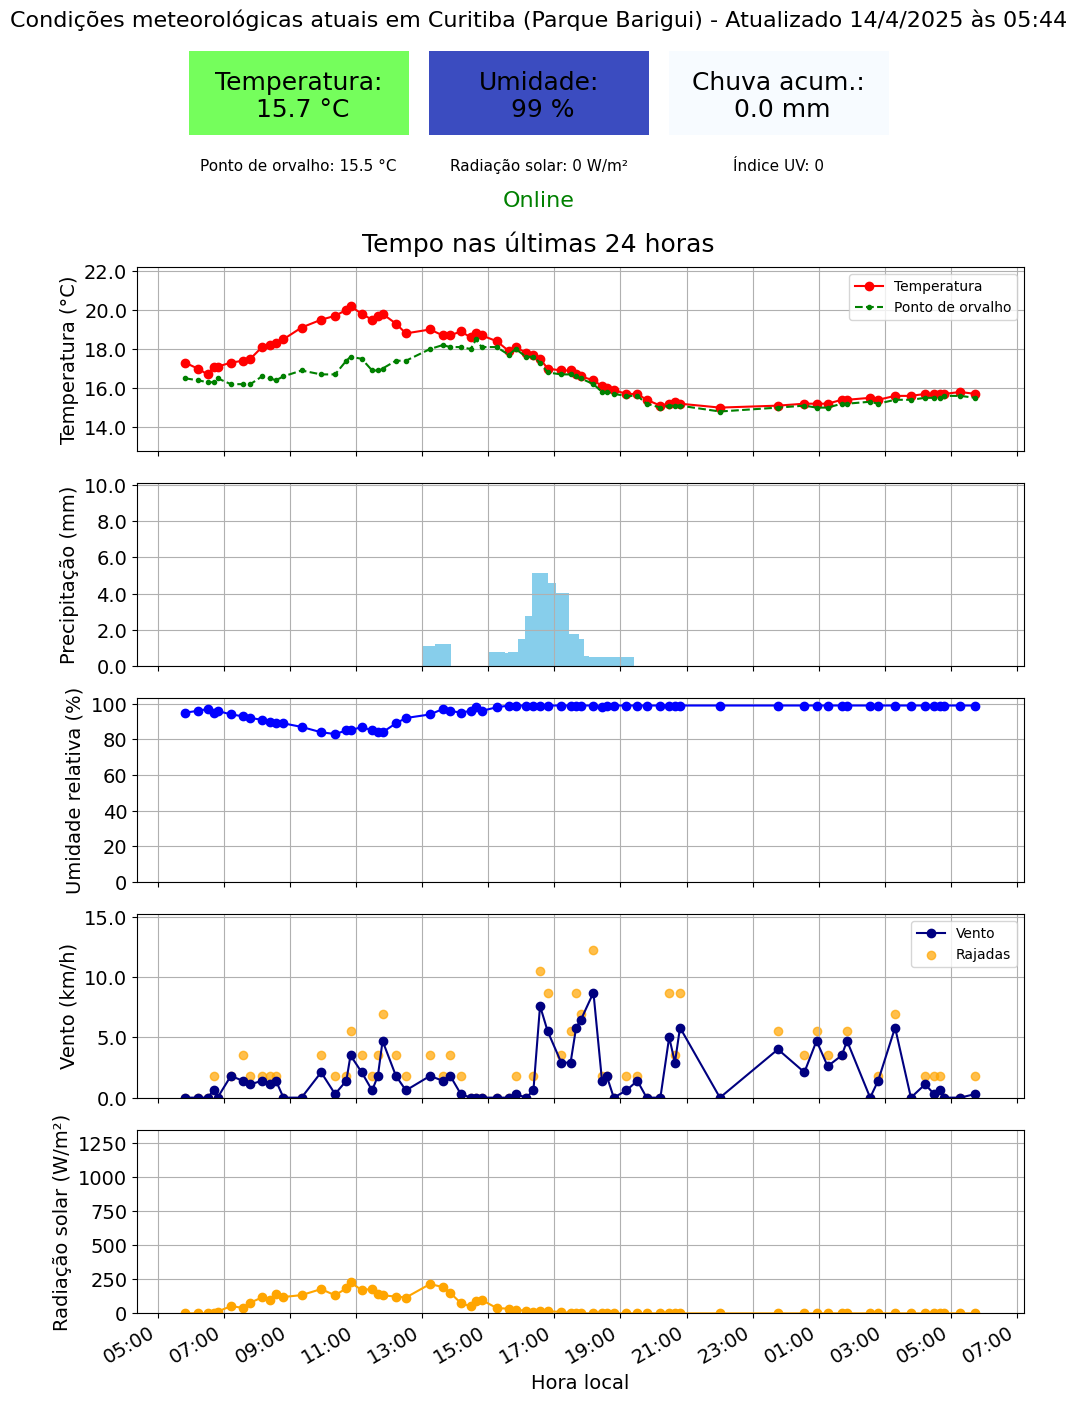 Condições meteorológicas atuais em Curitiba (Parque Barigui) - Atualizado 14/4/2025 às 05:44
Temperatura:
15.7 °C
Umidade:
99 %
Chuva acum.:
0.0 mm
Ponto de orvalho: 15.5 °C
Radiação solar: 0 W/m²
Índice UV: 0
Online
Tempo nas últimas 24 horas
Temperatura (°C)
22.0
20.0
18.0
16.0
14.0
Temperatura
Ponto de orvalho
Precipitação (mm)
10.0
8.0
6.0
4.0
2.0
0.0
Umidade relativa (%)
100
80
60
40
20
0
Vento (km/h)
15.0
10.0
5.0
0.0
Vento
Rajadas
Radiação solar (W/m²)
1250
1000
750
500
250
0
05:00
07:00
09:00
11:00
13:00
15:00
17:00
19:00
21:00
23:00
01:00
03:00
05:00
07:00
Hora local